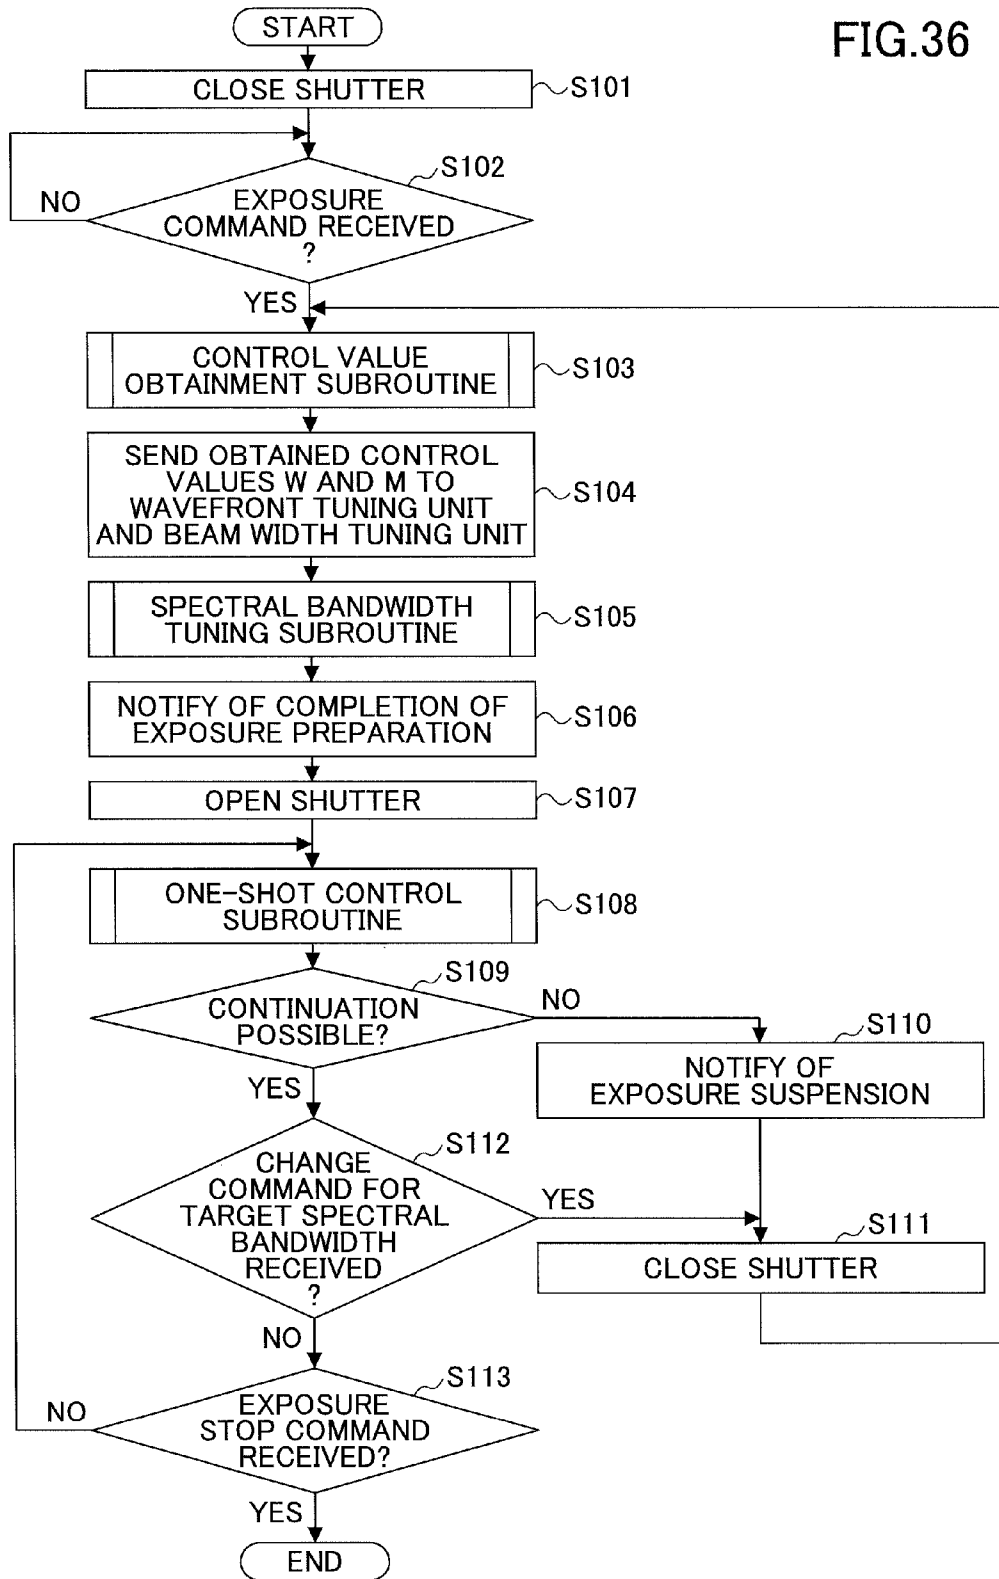 FIG.36
START
CLOSE SHUTTER
S101
S102
EXPOSURE
COMMAND RECEIVED
?
NO
YES
CONTROL VALUE
OBTAINMENT SUBROUTINE
S103
SEND OBTAINED CONTROL
VALUES W AND M TO
WAVEFRONT TUNING UNIT
AND BEAM WIDTH TUNING UNIT
S104
SPECTRAL BANDWIDTH
TUNING SUBROUTINE
S105
NOTIFY OF COMPLETION OF
EXPOSURE PREPARATION
S106
OPEN SHUTTER
S107
ONE-SHOT CONTROL
SUBROUTINE
S108
S109
CONTINUATION
POSSIBLE?
NO
YES
S110
NOTIFY OF
EXPOSURE SUSPENSION
S112
CHANGE
COMMAND FOR
TARGET SPECTRAL
BANDWIDTH
RECEIVED
?
YES
NO
S111
CLOSE SHUTTER
S113
EXPOSURE
STOP COMMAND
RECEIVED?
NO
YES
END